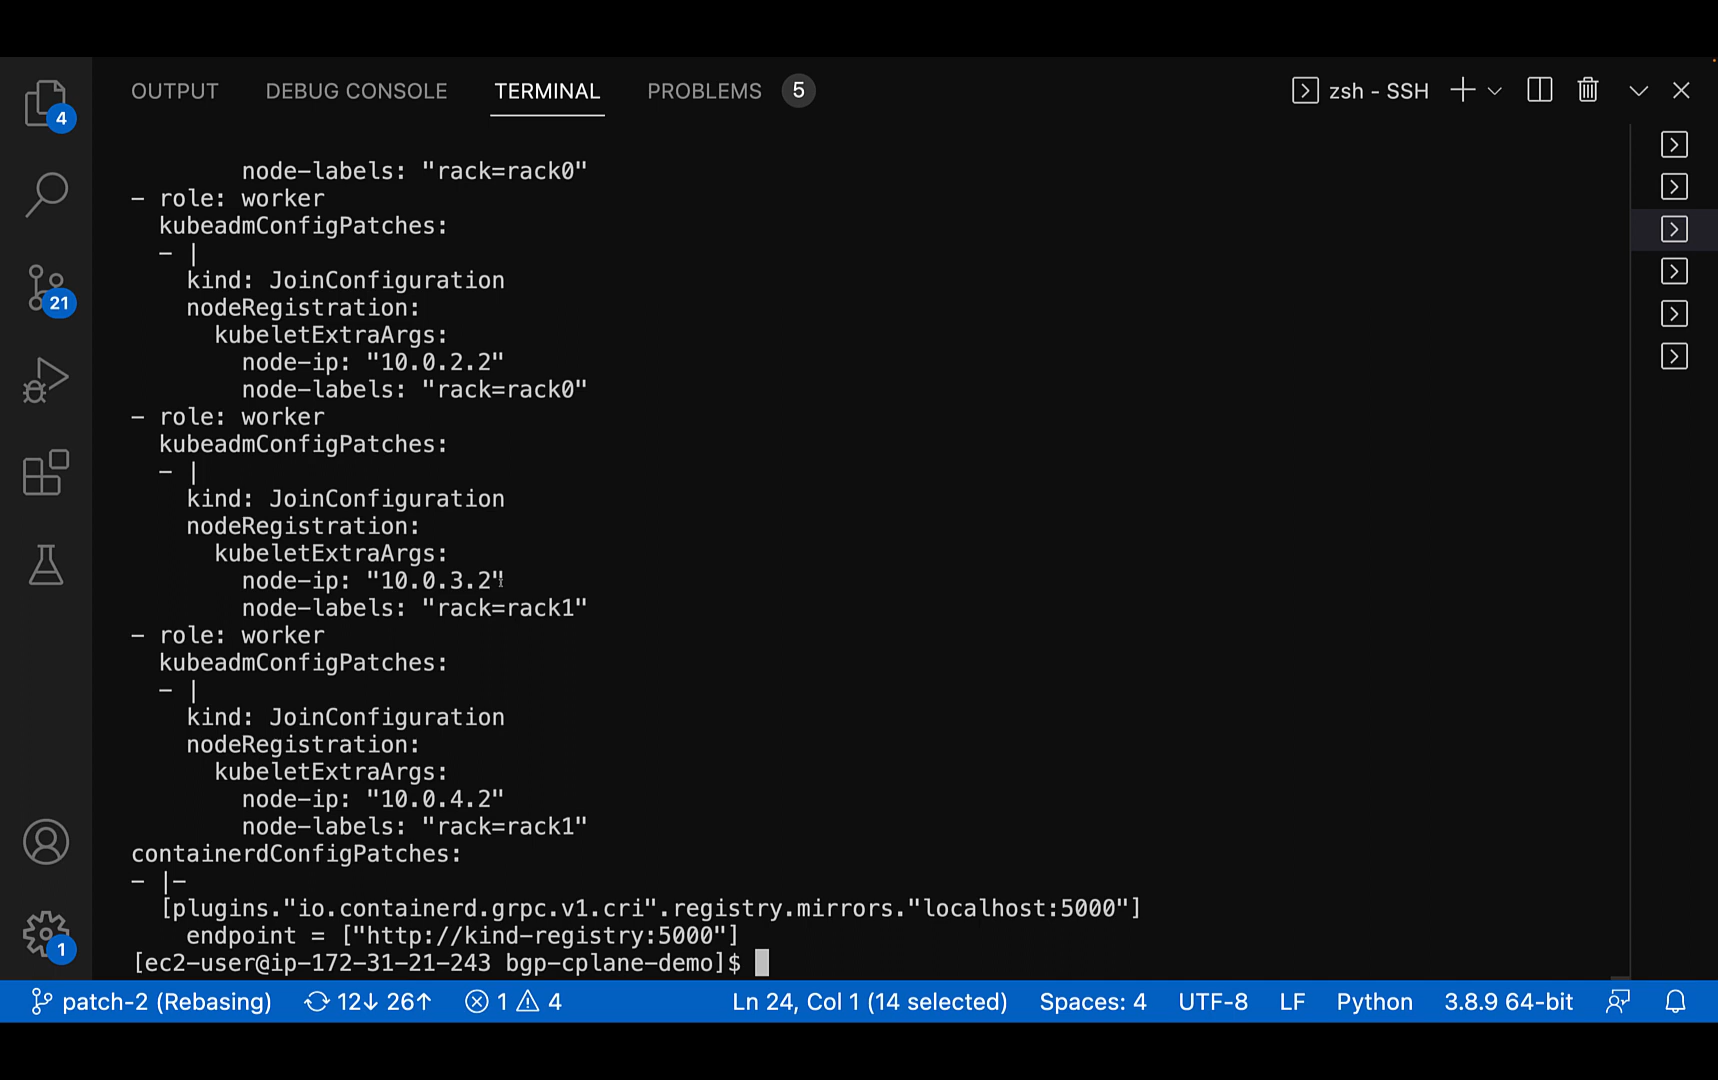 OUTPUT DEBUG CONSOLE TERMINAL PROBLEMS 5 zsh - SSH
4
21
1
        node-labels: "rack=rack0"
- role: worker
  kubeadmConfigPatches:
  - |
    kind: JoinConfiguration
    nodeRegistration:
      kubeletExtraArgs:
        node-ip: "10.0.2.2"
        node-labels: "rack=rack0"
- role: worker
  kubeadmConfigPatches:
  - |
    kind: JoinConfiguration
    nodeRegistration:
      kubeletExtraArgs:
        node-ip: "10.0.3.2"
        node-labels: "rack=rack1"
- role: worker
  kubeadmConfigPatches:
  - |
    kind: JoinConfiguration
    nodeRegistration:
      kubeletExtraArgs:
        node-ip: "10.0.4.2"
        node-labels: "rack=rack1"
containerdConfigPatches:
- |-
  [plugins."io.containerd.grpc.v1.cri".registry.mirrors."localhost:5000"]
    endpoint = ["http://kind-registry:5000"]
[ec2-user@ip-172-31-21-243 bgp-cplane-demo]$
patch-2 (Rebasing) 12↓ 26↑ 1 4 Ln 24, Col 1 (14 selected) Spaces: 4 UTF-8 LF Python 3.8.9 64-bit